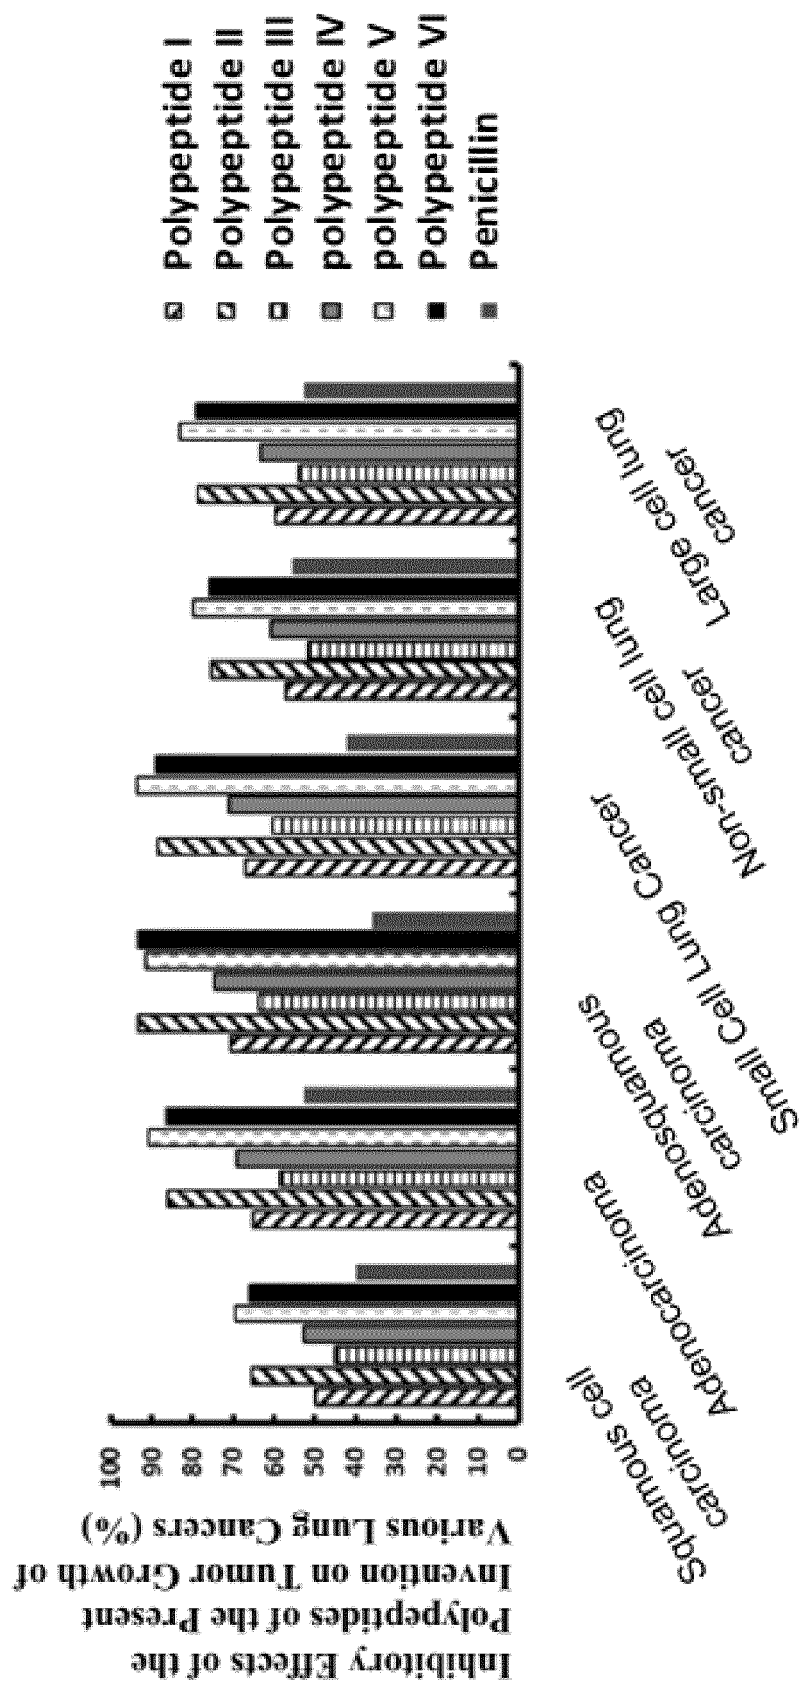 Inhibitory Effects of the
Polypeptides of the Present
Invention on Tumor Growth of
Various Lung Cancers (%)
100
90
80
70
60
50
40
30
20
10
0
Squamous cell
carcinoma
Adenocarcinoma
Adenosquamous
carcinoma
Small Cell Lung Cancer
Non-small cell lung
cancer
Large cell lung
cancer
Polypeptide I
Polypeptide II
Polypeptide III
polypeptide IV
polypeptide V
Polypeptide VI
Penicillin